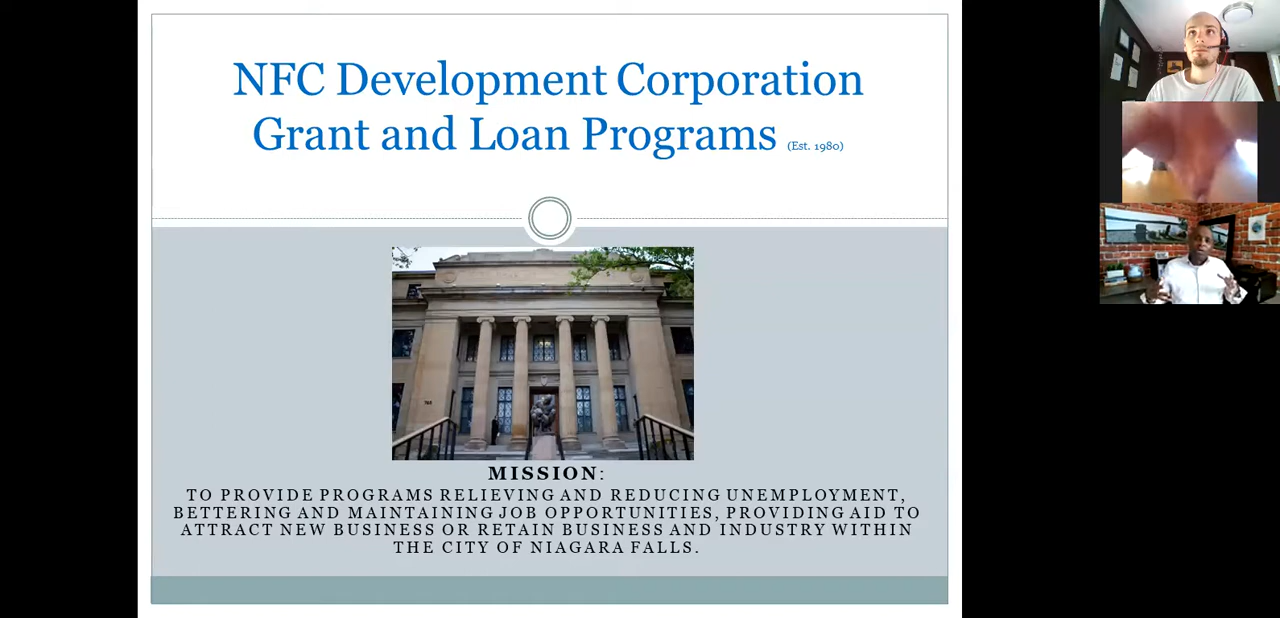 NFC Development Corporation
Grant and Loan Programs (Est. 1980)
MISSION:
TO PROVIDE PROGRAMS RELIEVING AND REDUCING UNEMPLOYMENT,
BETTERING AND MAINTAINING JOB OPPORTUNITIES, PROVIDING AID TO
ATTRACT NEW BUSINESS OR RETAIN BUSINESS AND INDUSTRY WITHIN
THE CITY OF NIAGARA FALLS.